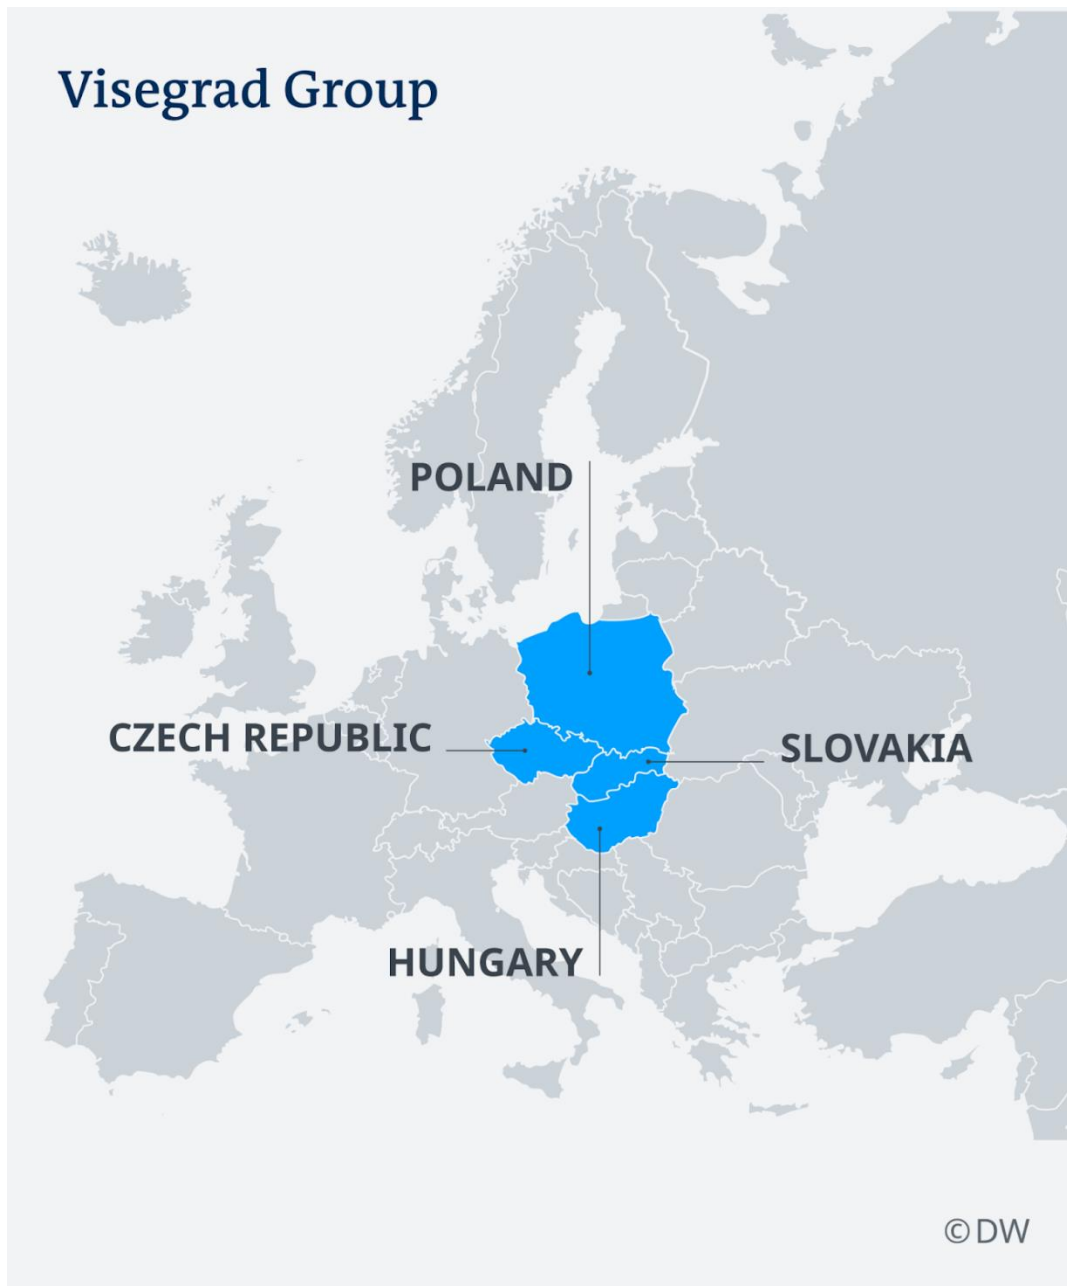 Visegrad Group
POLAND
CZECH REPUBLIC
SLOVAKIA
HUNGARY
© DW